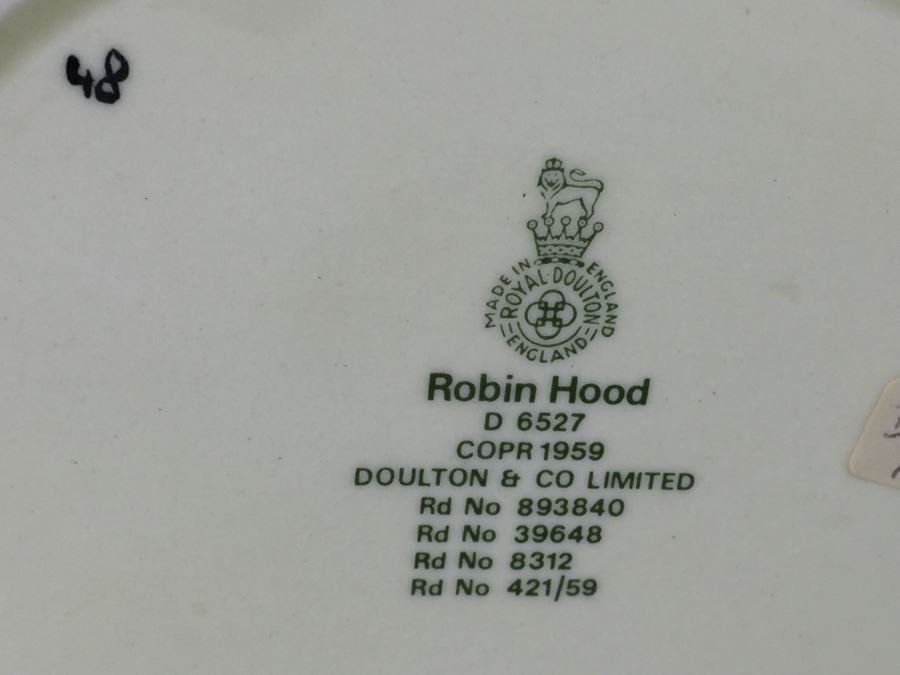 48
MADE IN ENGLAND
ROYAL·DOULTON
ENGLAND
Robin Hood
D 6527
COPR 1959
DOULTON & CO LIMITED
Rd No 893840
Rd No 39648
Rd No 8312
Rd No 421/59